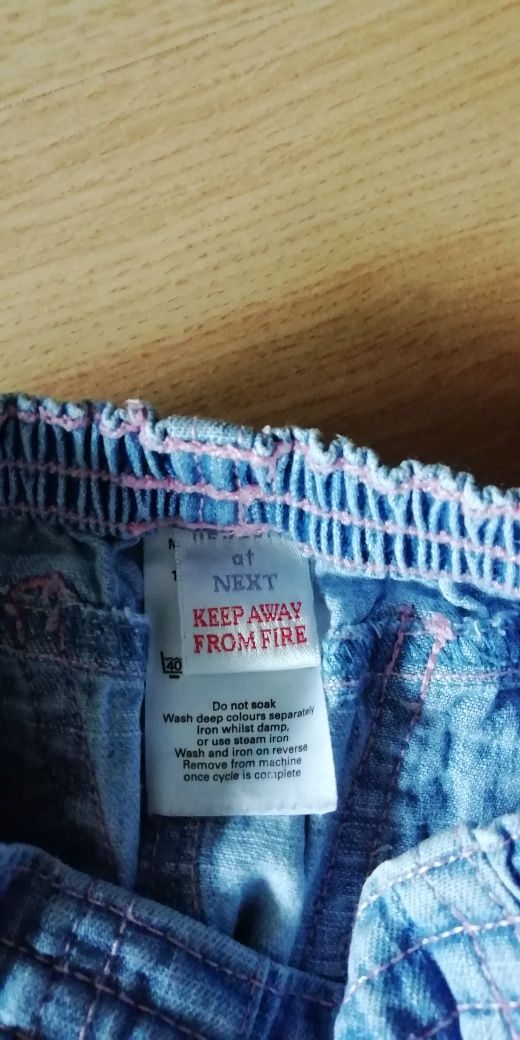 at
NEXT
KEEP AWAY
FROM FIRE
40
Do not soak
Wash deep colours separately
Iron whilst damp,
or use steam iron
Wash and iron on reverse
Remove from machine
once cycle is complete